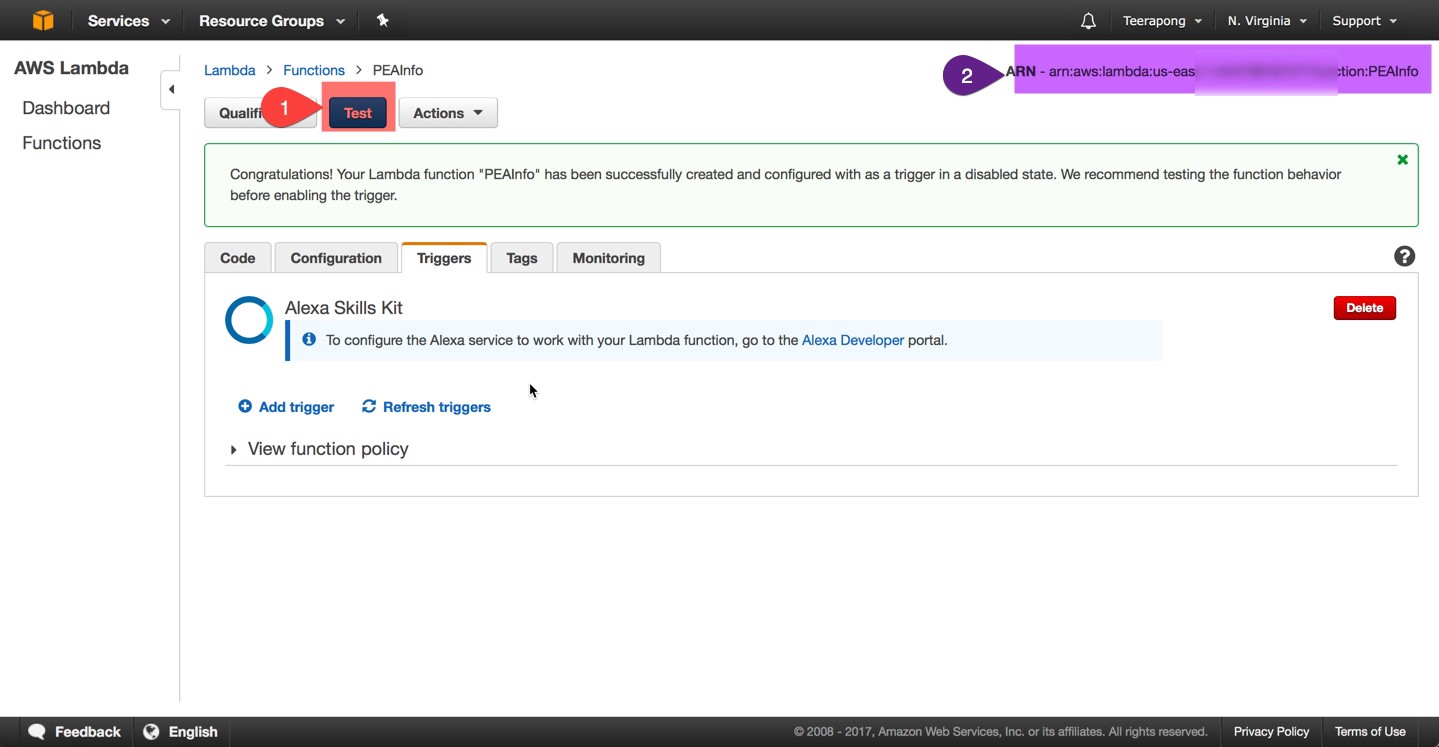 Services
Resource Groups
Teerapong
N. Virginia
Support
AWS Lambda
Dashboard
Functions
Lambda > Functions > PEAInfo
2
ARN - arn:aws:lambda:us-eas
ction:PEAInfo
Qualifi
1
Test
Actions
Congratulations! Your Lambda function "PEAInfo" has been successfully created and configured with as a trigger in a disabled state. We recommend testing the function behavior
before enabling the trigger.
Code
Configuration
Triggers
Tags
Monitoring
?
Alexa Skills Kit
Delete
To configure the Alexa service to work with your Lambda function, go to the Alexa Developer portal.
Add trigger
Refresh triggers
View function policy
Feedback
English
© 2008 - 2017, Amazon Web Services, Inc. or its affiliates. All rights reserved.
Privacy Policy
Terms of Use